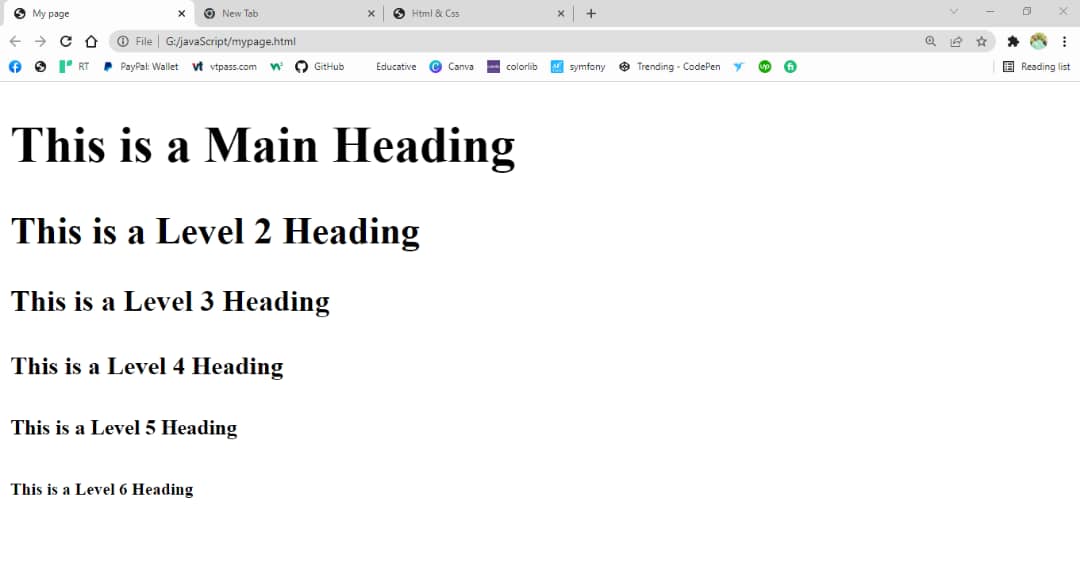 My page
New Tab
Html & Css
File | G:/javaScript/mypage.html
RT PayPal: Wallet vtpass.com GitHub Educative Canva colorlib symfony Trending - CodePen up fi Reading list
This is a Main Heading
This is a Level 2 Heading
This is a Level 3 Heading
This is a Level 4 Heading
This is a Level 5 Heading
This is a Level 6 Heading